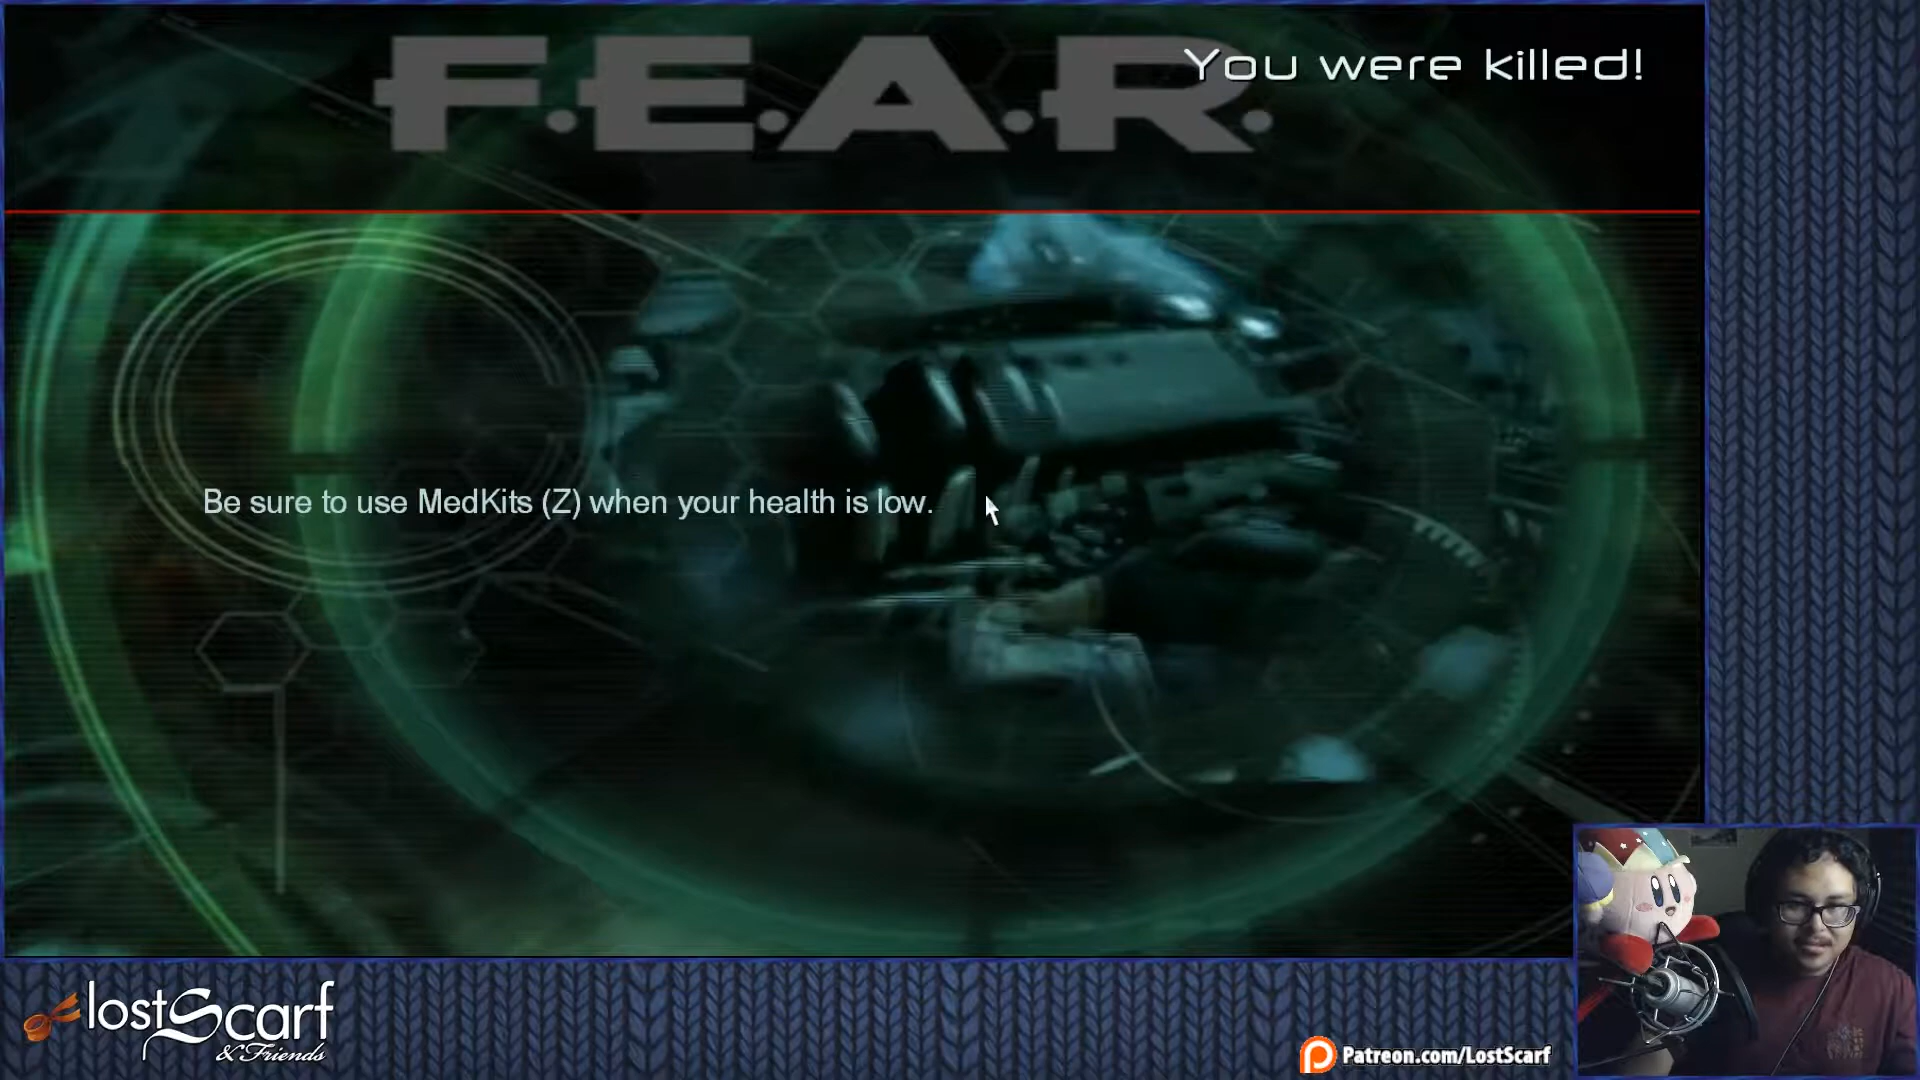 F.E.A.R.
You were killed!
Be sure to use MedKits (Z) when your health is low.
lostScarf
& Friends
Patreon.com/LostScarf